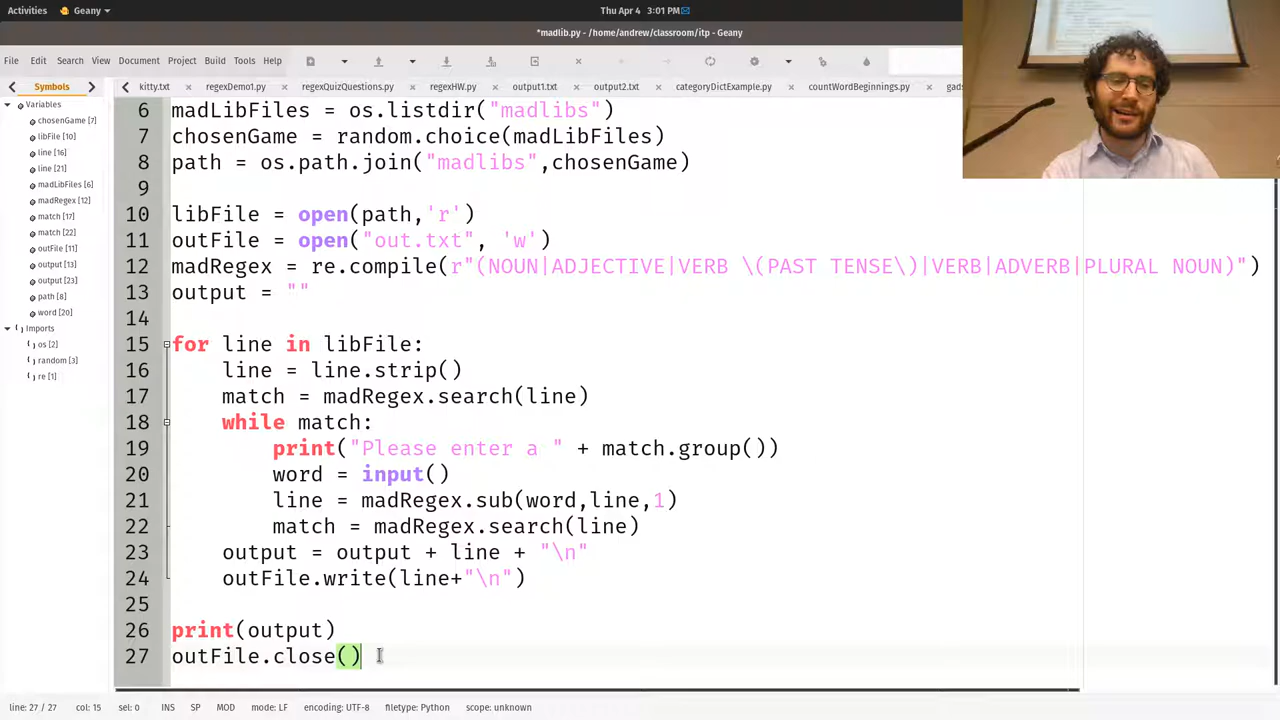 Activities Geany Thu Apr 4 3:01 PM
*madlib.py - /home/andrew/classroom/itp - Geany
File Edit Search View Document Project Build Tools Help
Symbols kitty.txt regexDemo1.py regexQuizQuestions.py regexHW.py output1.txt output2.txt categoryDictExample.py countWordBeginnings.py gads
Variables
chosenGame [7]
libFile [10]
line [16]
line [21]
madLibFiles [6]
madRegex [12]
match [17]
match [22]
outFile [11]
output [13]
output [23]
path [8]
word [20]
Imports
os [2]
random [3]
re [1]
6 madLibFiles = os.listdir("madlibs")
7 chosenGame = random.choice(madLibFiles)
8 path = os.path.join("madlibs",chosenGame)
9
10 libFile = open(path,'r')
11 outFile = open("out.txt", 'w')
12 madRegex = re.compile(r"(NOUN|ADJECTIVE|VERB \(PAST TENSE\)|VERB|ADVERB|PLURAL NOUN)")
13 output = ""
14
15 for line in libFile:
16 line = line.strip()
17 match = madRegex.search(line)
18 while match:
19 print("Please enter a " + match.group())
20 word = input()
21 line = madRegex.sub(word,line,1)
22 match = madRegex.search(line)
23 output = output + line + "\n"
24 outFile.write(line+"\n")
25
26 print(output)
27 outFile.close()
line: 27 / 27 col: 15 sel: 0 INS SP MOD mode: LF encoding: UTF-8 filetype: Python scope: unknown